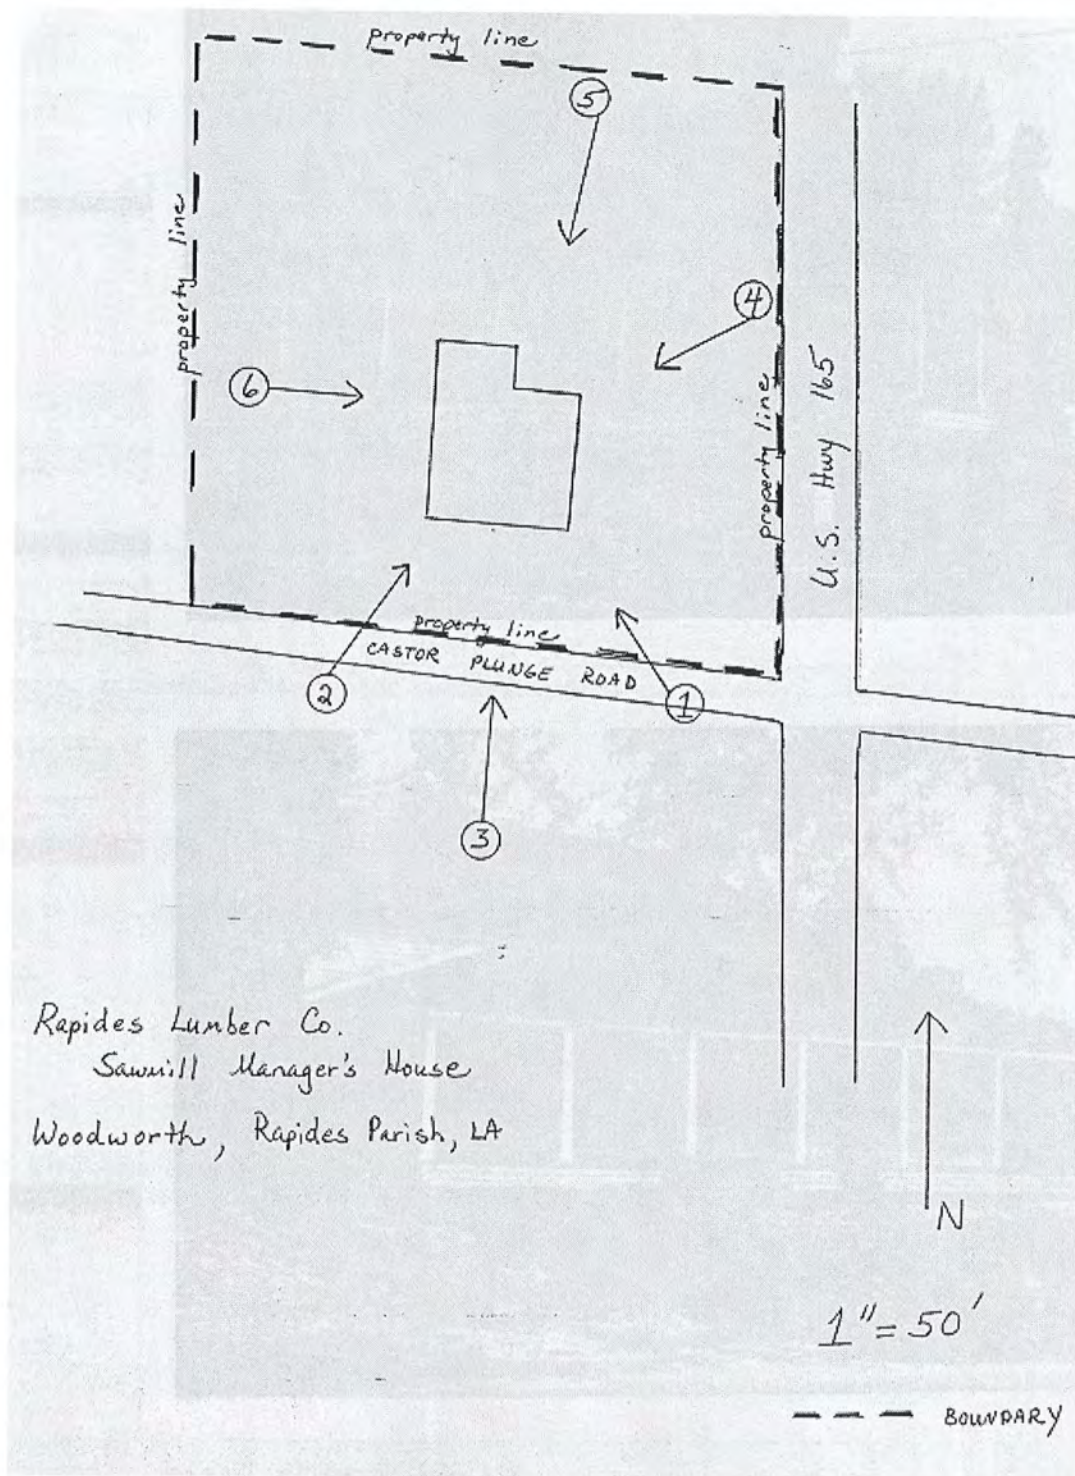 property line
5
property line
4
6
property line
U.S. Hwy 165
property line
CASTOR PLUNGE ROAD
2
1
3
Rapides Lumber Co.
Sawmill Manager's House
Woodworth, Rapides Parish, LA
N
1" = 50'
BOUNDARY